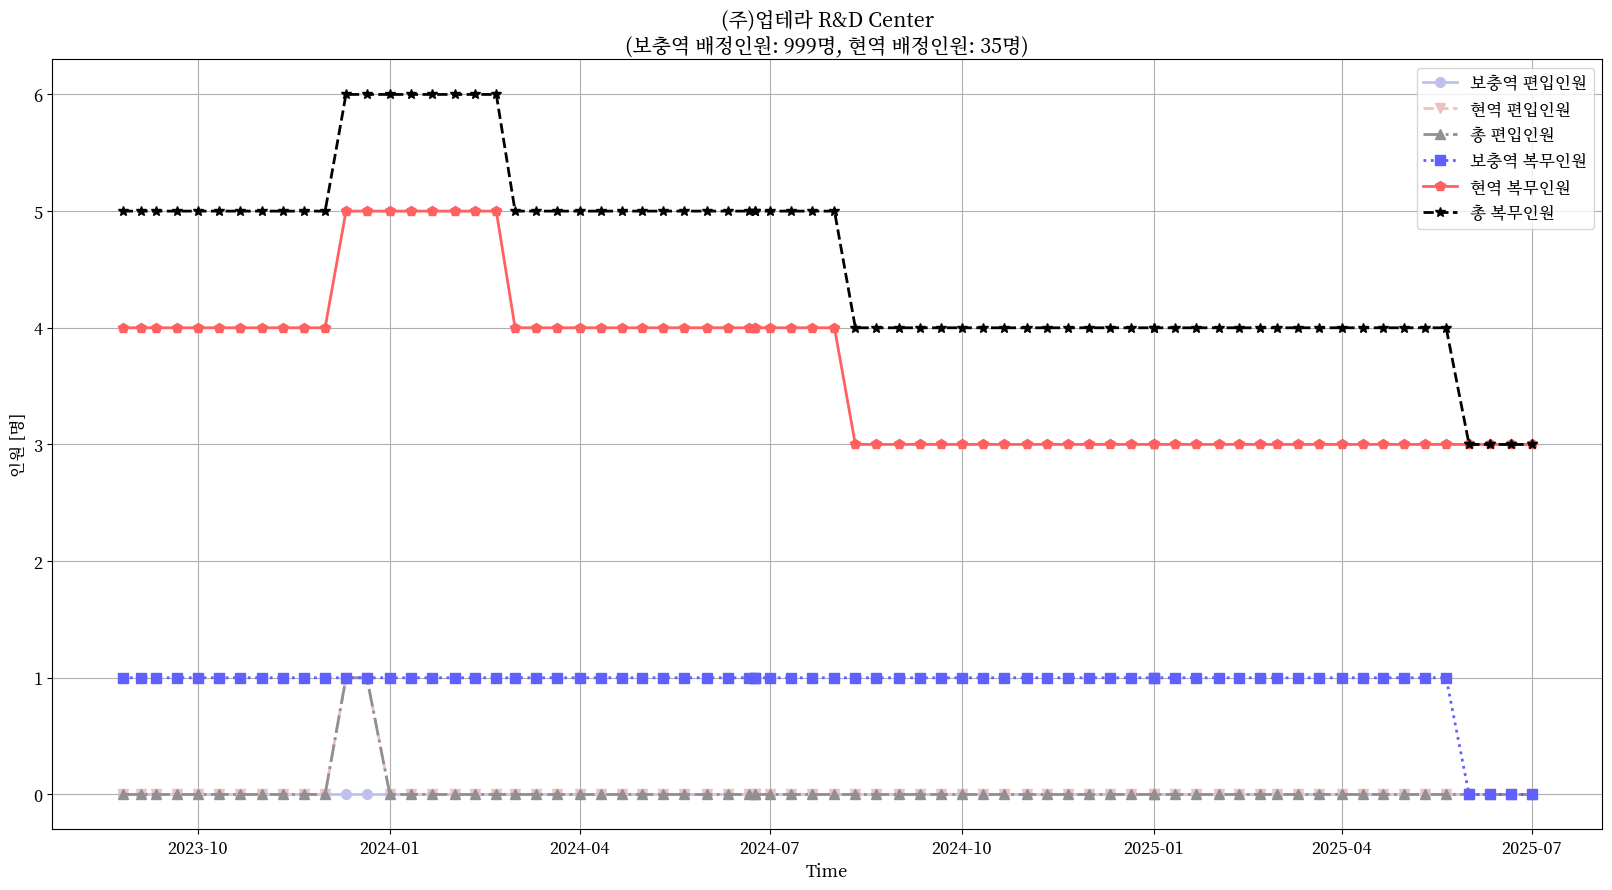 (주)업테라 R&D Center
(보충역 배정인원: 999명, 현역 배정인원: 35명)
보충역 편입인원
현역 편입인원
총 편입인원
보충역 복무인원
현역 복무인원
총 복무인원
인원 [명]
6
5
4
3
2
1
0
2023-10
2024-01
2024-04
2024-07
2024-10
2025-01
2025-04
2025-07
Time